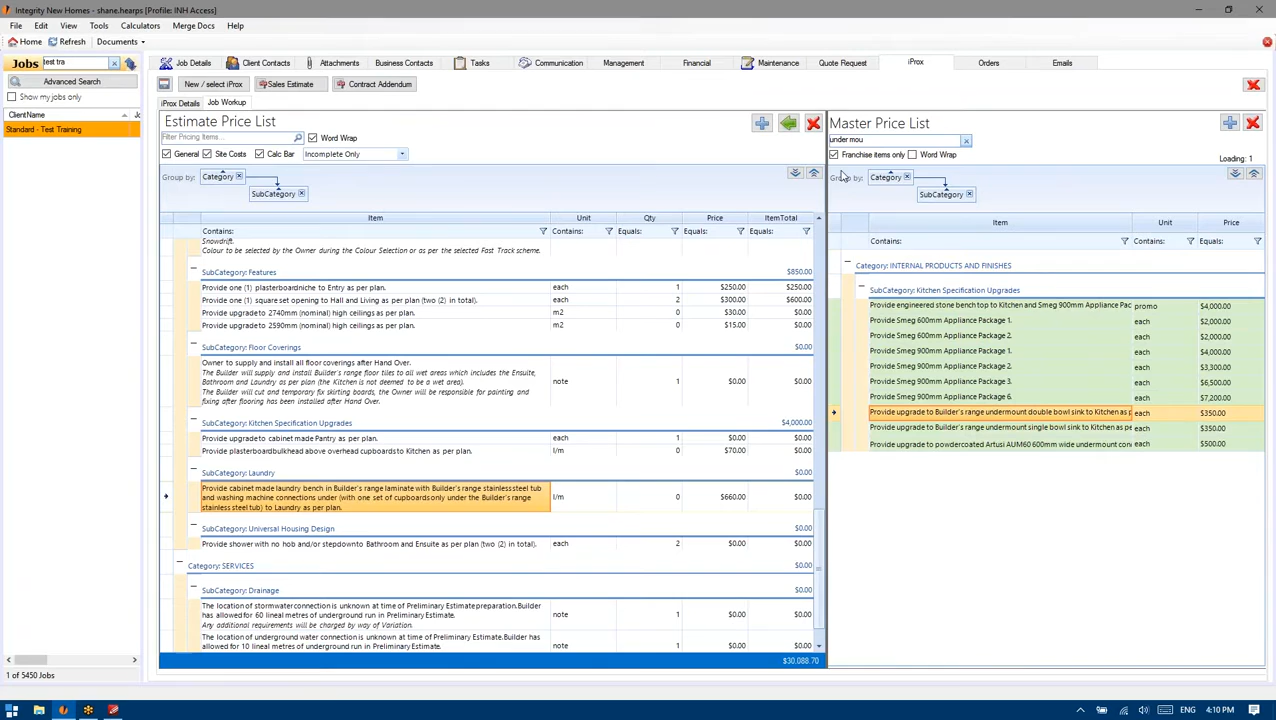 Integrity New Homes - shane.hearps [Profile: INH Access]
File Edit View Tools Calculators Merge Docs Help
Home Refresh Documents
Jobs test tra
Advanced Search
Show my jobs only
ClientName
Standard - Test Training
1 of 5450 Jobs
Job Details Client Contacts Attachments Business Contacts Tasks Communication Management Financial Maintenance Quote Request iProx Orders Emails
New / select iProx Sales Estimate Contract Addendum
iProx Details Job Workup
Estimate Price List
Filter Pricing Items... Word Wrap
General Site Costs Calc Bar Incomplete Only
Group by: Category
SubCategory
Item Unit Qty Price ItemTotal
Contains: Contains: Equals: Equals: Equals:
Snowdrift.
Colour to be selected by the Owner during the Colour Selection or as per the selected Fast Track scheme.
SubCategory: Features $850.00
Provide one (1) plasterboard niche to Entry as per plan. each 1 $250.00 $250.00
Provide one (1) square set opening to Hall and Living as per plan (two (2) in total). each 2 $300.00 $600.00
Provide upgrade to 2740mm (nominal) high ceilings as per plan. m2 0 $30.00 $0.00
Provide upgrade to 2590mm (nominal) high ceilings as per plan. m2 0 $15.00 $0.00
SubCategory: Floor Coverings $0.00
Owner to supply and install all floor coverings after Hand Over.
The Builder will supply and install Builder's range floor tiles to all wet areas which includes the Ensuite,
Bathroom and Laundry as per plan (the Kitchen is not deemed to be a wet area).
The Builder will cut and temporary fix skirting boards, the Owner will be responsible for painting and
fixing after flooring has been installed after Hand Over.
note 1 $0.00 $0.00
SubCategory: Kitchen Specification Upgrades $4,000.00
Provide upgrade to cabinet made Pantry as per plan. each 1 $0.00 $0.00
Provide plasterboard bulkhead above overhead cupboards to Kitchen as per plan. l/m 0 $70.00 $0.00
SubCategory: Laundry $0.00
Provide cabinet made laundry bench in Builder's range laminate with Builder's range stainless steel tub
and washing machine connections under (with one set of cupboards only under the Builder's range
stainless steel tub) to Laundry as per plan.
l/m 0 $660.00 $0.00
SubCategory: Universal Housing Design $0.00
Provide shower with no hob and/or stepdown to Bathroom and Ensuite as per plan (two (2) in total). each 2 $0.00 $0.00
Category: SERVICES $0.00
SubCategory: Drainage $0.00
The location of stormwater connection is unknown at time of Preliminary Estimate preparation. Builder
has allowed for 60 lineal metres of underground run in Preliminary Estimate.
Any additional requirements will be charged by way of Variation.
note 1 $0.00 $0.00
The location of underground water connection is unknown at time of Preliminary Estimate preparation. Builder
has allowed for 10 lineal metres of underground run in Preliminary Estimate.
note 1 $0.00 $0.00
$30,088.70
Master Price List
under mou
Franchise items only Word Wrap
Loading: 1
Group by: Category
SubCategory
Item Unit Price
Contains: Contains: Equals:
Category: INTERNAL PRODUCTS AND FINISHES
SubCategory: Kitchen Specification Upgrades
Provide engineered stone bench top to Kitchen and Smeg 900mm Appliance Pac promo $4,000.00
Provide Smeg 600mm Appliance Package 1. each $2,000.00
Provide Smeg 600mm Appliance Package 2. each $2,000.00
Provide Smeg 900mm Appliance Package 1. each $4,000.00
Provide Smeg 900mm Appliance Package 2. each $3,300.00
Provide Smeg 900mm Appliance Package 3. each $6,500.00
Provide Smeg 900mm Appliance Package 6. each $7,200.00
Provide upgrade to Builder's range undermount double bowl sink to Kitchen as p each $350.00
Provide upgrade to Builder's range undermount single bowl sink to Kitchen as pe each $350.00
Provide upgrade to powdercoated Artusi AUM60 600mm wide undermount con each $500.00
ENG 4:10 PM